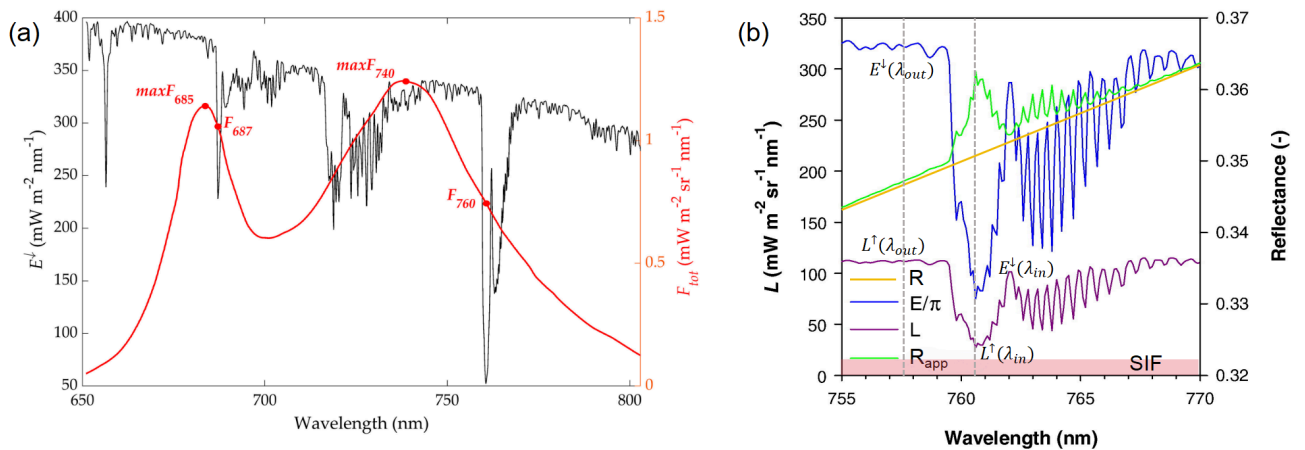 (a)
400
350
300
250
200
150
100
50
E↓ (mW m-2 nm-1)
650
700
750
800
Wavelength (nm)
1.5
1
0.5
0
Ftot (mW m-2 sr-1 nm-1)
maxF685
F687
maxF740
F760
(b)
400
350
300
250
200
150
100
50
0
L (mW m-2 sr-1 nm-1)
755
760
765
770
Wavelength (nm)
0.37
0.36
0.35
0.34
0.33
0.32
Reflectance (-)
E↓(λout)
L↑(λout)
E↓(λin)
L↑(λin)
R
E/π
L
Rapp
SIF